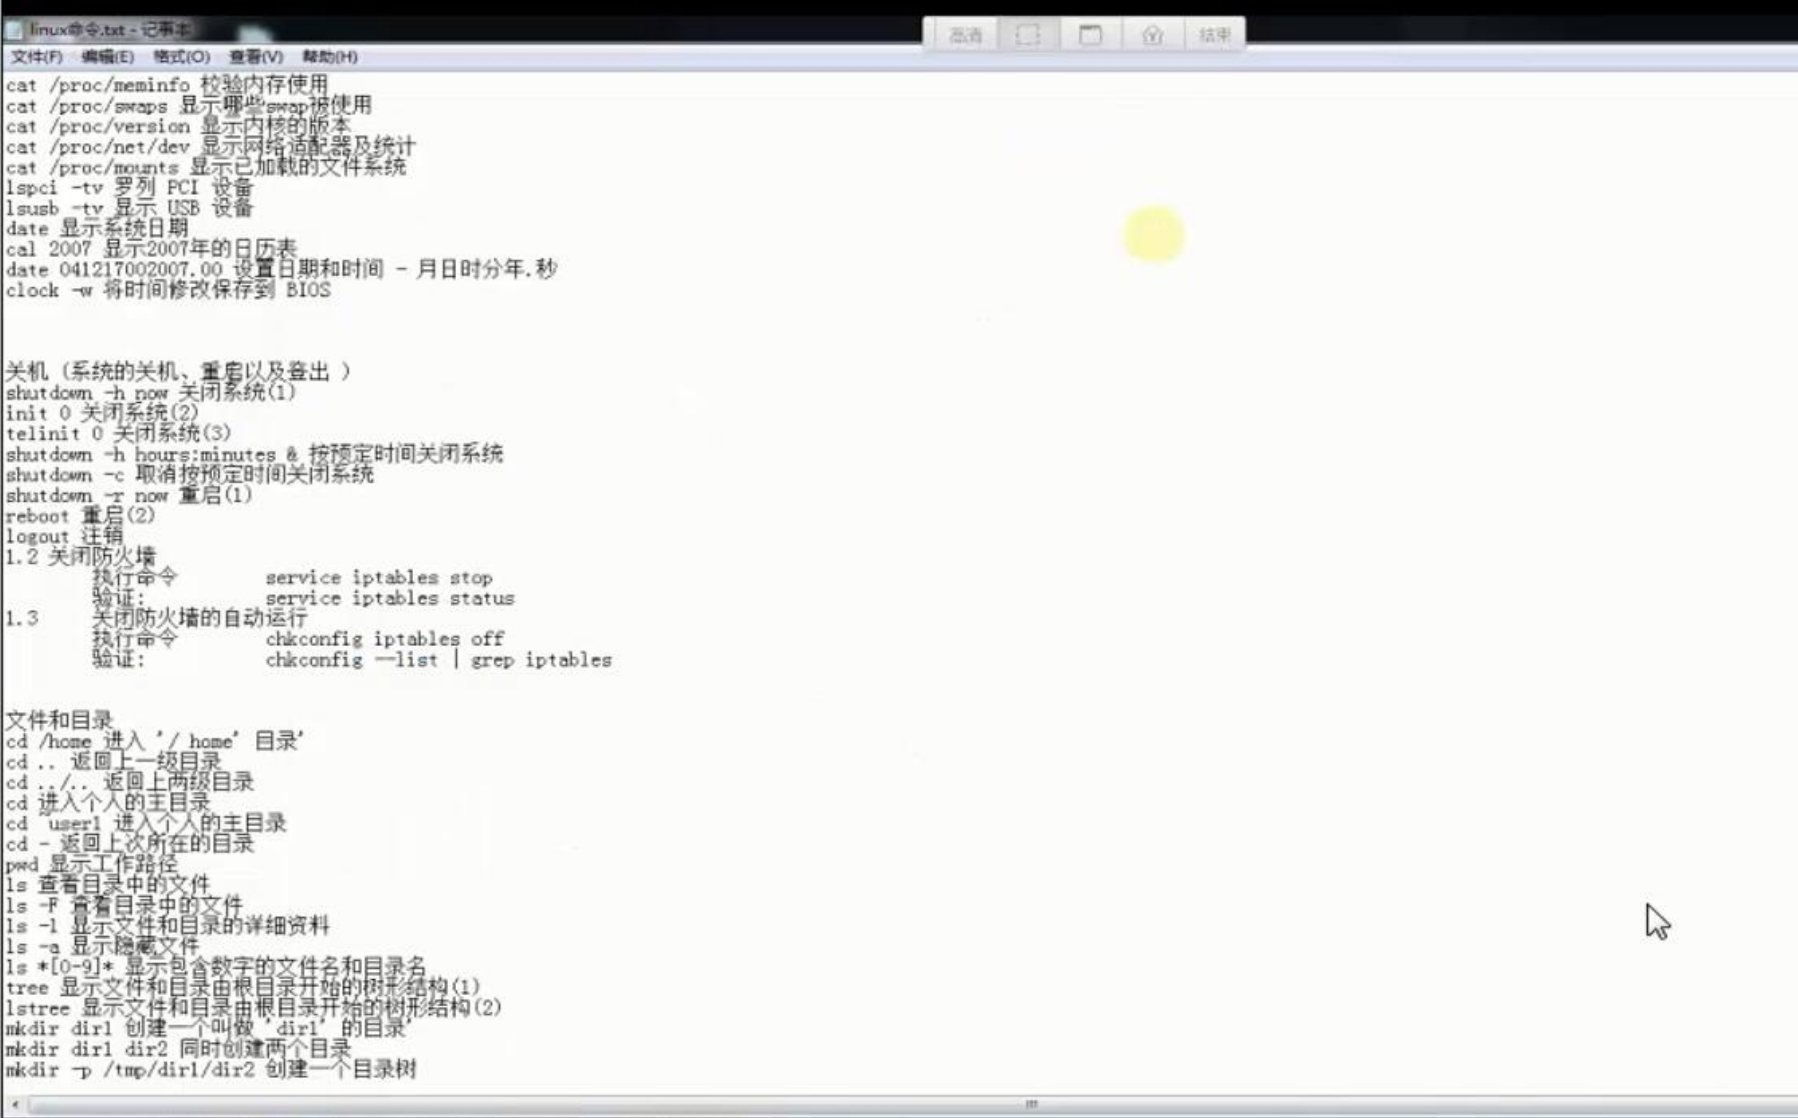 linux命令.txt - 记事本
高清 结束
文件(F) 编辑(E) 格式(O) 查看(V) 帮助(H)
cat /proc/meminfo 校验内存使用
cat /proc/swaps 显示哪些swap被使用
cat /proc/version 显示内核的版本
cat /proc/net/dev 显示网络适配器及统计
cat /proc/mounts 显示已加载的文件系统
lspci -tv 罗列 PCI 设备
lsusb -tv 显示 USB 设备
date 显示系统日期
cal 2007 显示2007年的日历表
date 041217002007.00 设置日期和时间 - 月日时分年.秒
clock -w 将时间修改保存到 BIOS
关机 (系统的关机、重启以及登出 )
shutdown -h now 关闭系统(1)
init 0 关闭系统(2)
telinit 0 关闭系统(3)
shutdown -h hours:minutes & 按预定时间关闭系统
shutdown -c 取消按预定时间关闭系统
shutdown -r now 重启(1)
reboot 重启(2)
logout 注销
1.2 关闭防火墙
执行命令 service iptables stop
验证: service iptables status
1.3 关闭防火墙的自动运行
执行命令 chkconfig iptables off
验证: chkconfig --list | grep iptables
文件和目录
cd /home 进入 '/ home' 目录'
cd .. 返回上一级目录
cd ../.. 返回上两级目录
cd 进入个人的主目录
cd ~user1 进入个人的主目录
cd - 返回上次所在的目录
pwd 显示工作路径
ls 查看目录中的文件
ls -F 查看目录中的文件
ls -l 显示文件和目录的详细资料
ls -a 显示隐藏文件
ls *[0-9]* 显示包含数字的文件名和目录名
tree 显示文件和目录由根目录开始的树形结构(1)
lstree 显示文件和目录由根目录开始的树形结构(2)
mkdir dir1 创建一个叫做 'dir1' 的目录'
mkdir dir1 dir2 同时创建两个目录
mkdir -p /tmp/dir1/dir2 创建一个目录树